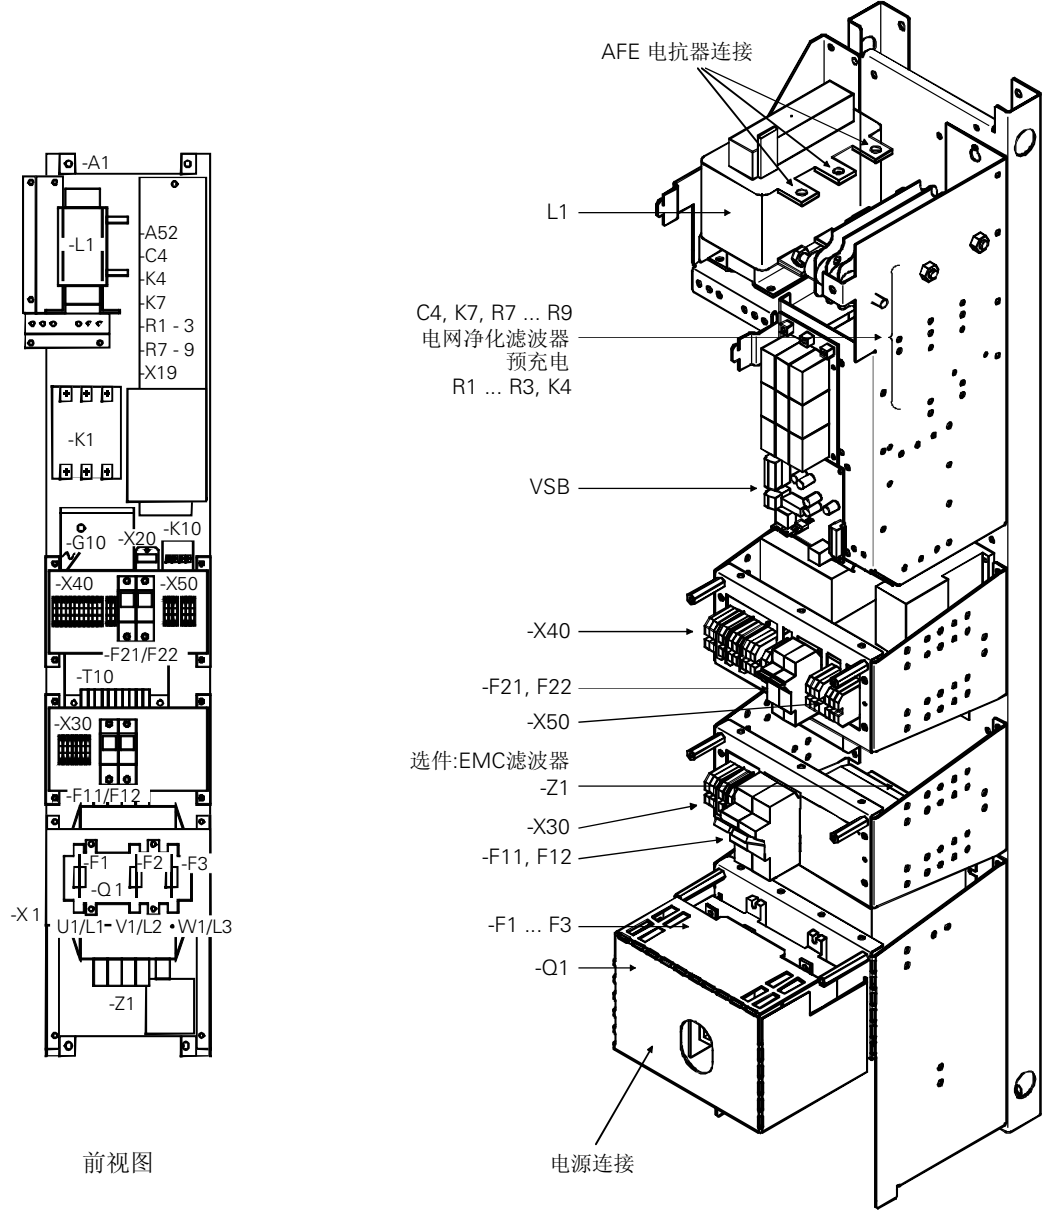 -A1
-L1
-A52
-C4
-K4
-K7
-R1 - 3
-R7 - 9
-X19
-K1
-G10
-X20
-K10
-X40
-X50
-F21/F22
-T10
-X30
-F11/F12
-F1
-F2
-F3
-Q1
-X1
U1/L1
V1/L2
W1/L3
-Z1
前视图
AFE 电抗器连接
L1
C4, K7, R7 ... R9
电网净化滤波器
预充电
R1 ... R3, K4
VSB
-X40
-F21, F22
-X50
选件:EMC滤波器
-Z1
-X30
-F11, F12
-F1 ... F3
-Q1
电源连接